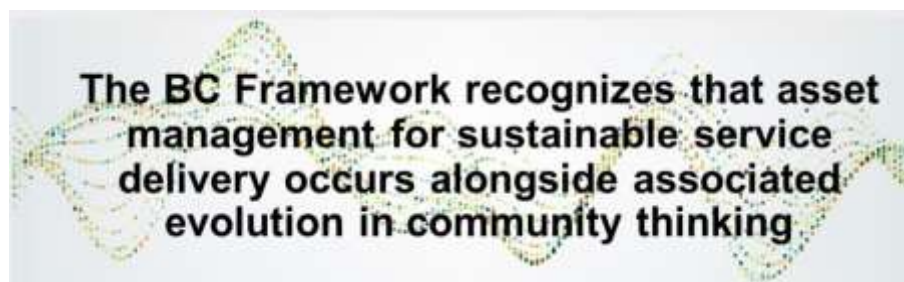 The BC Framework recognizes that asset
management for sustainable service
delivery occurs alongside associated
evolution in community thinking